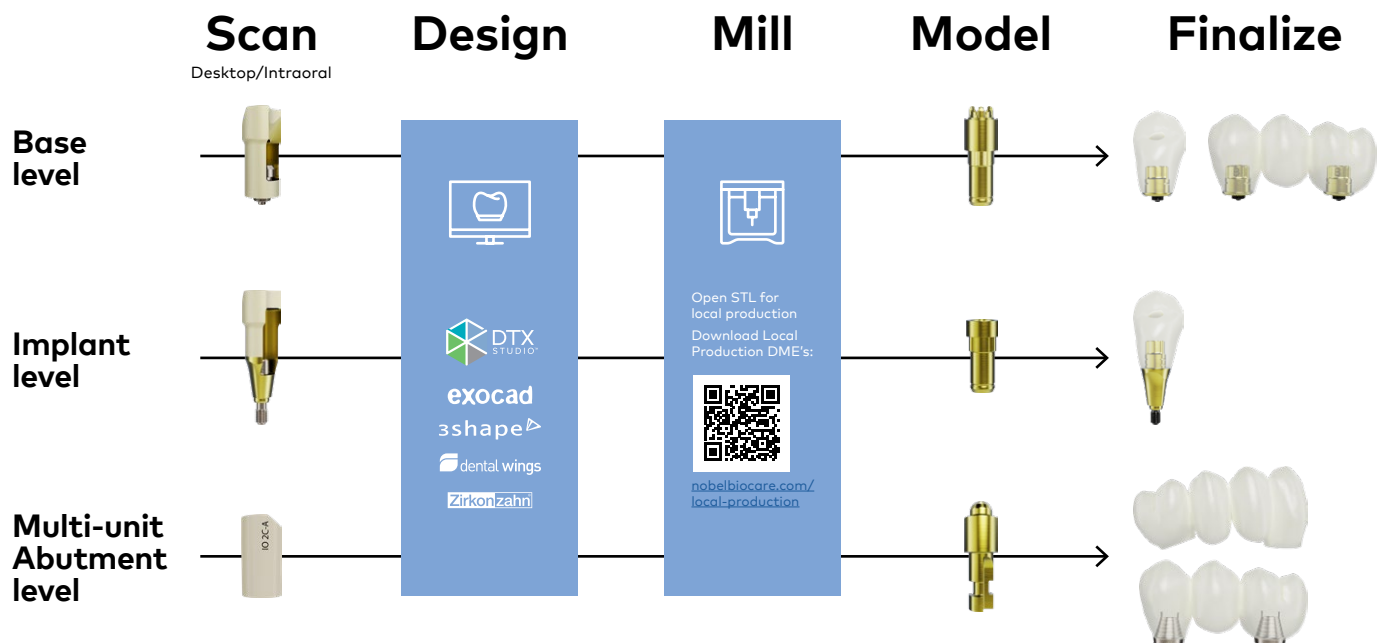 Scan
Design
Mill
Model
Finalize
Desktop/Intraoral
Base
level
Implant
level
Multi-unit
Abutment
level
IO 2C-A
DTX
STUDIO™
exocad
3shape
dental wings
Zirkonzahn
Open STL for
local production
Download Local
Production DME's:
nobelbiocare.com/
local-production